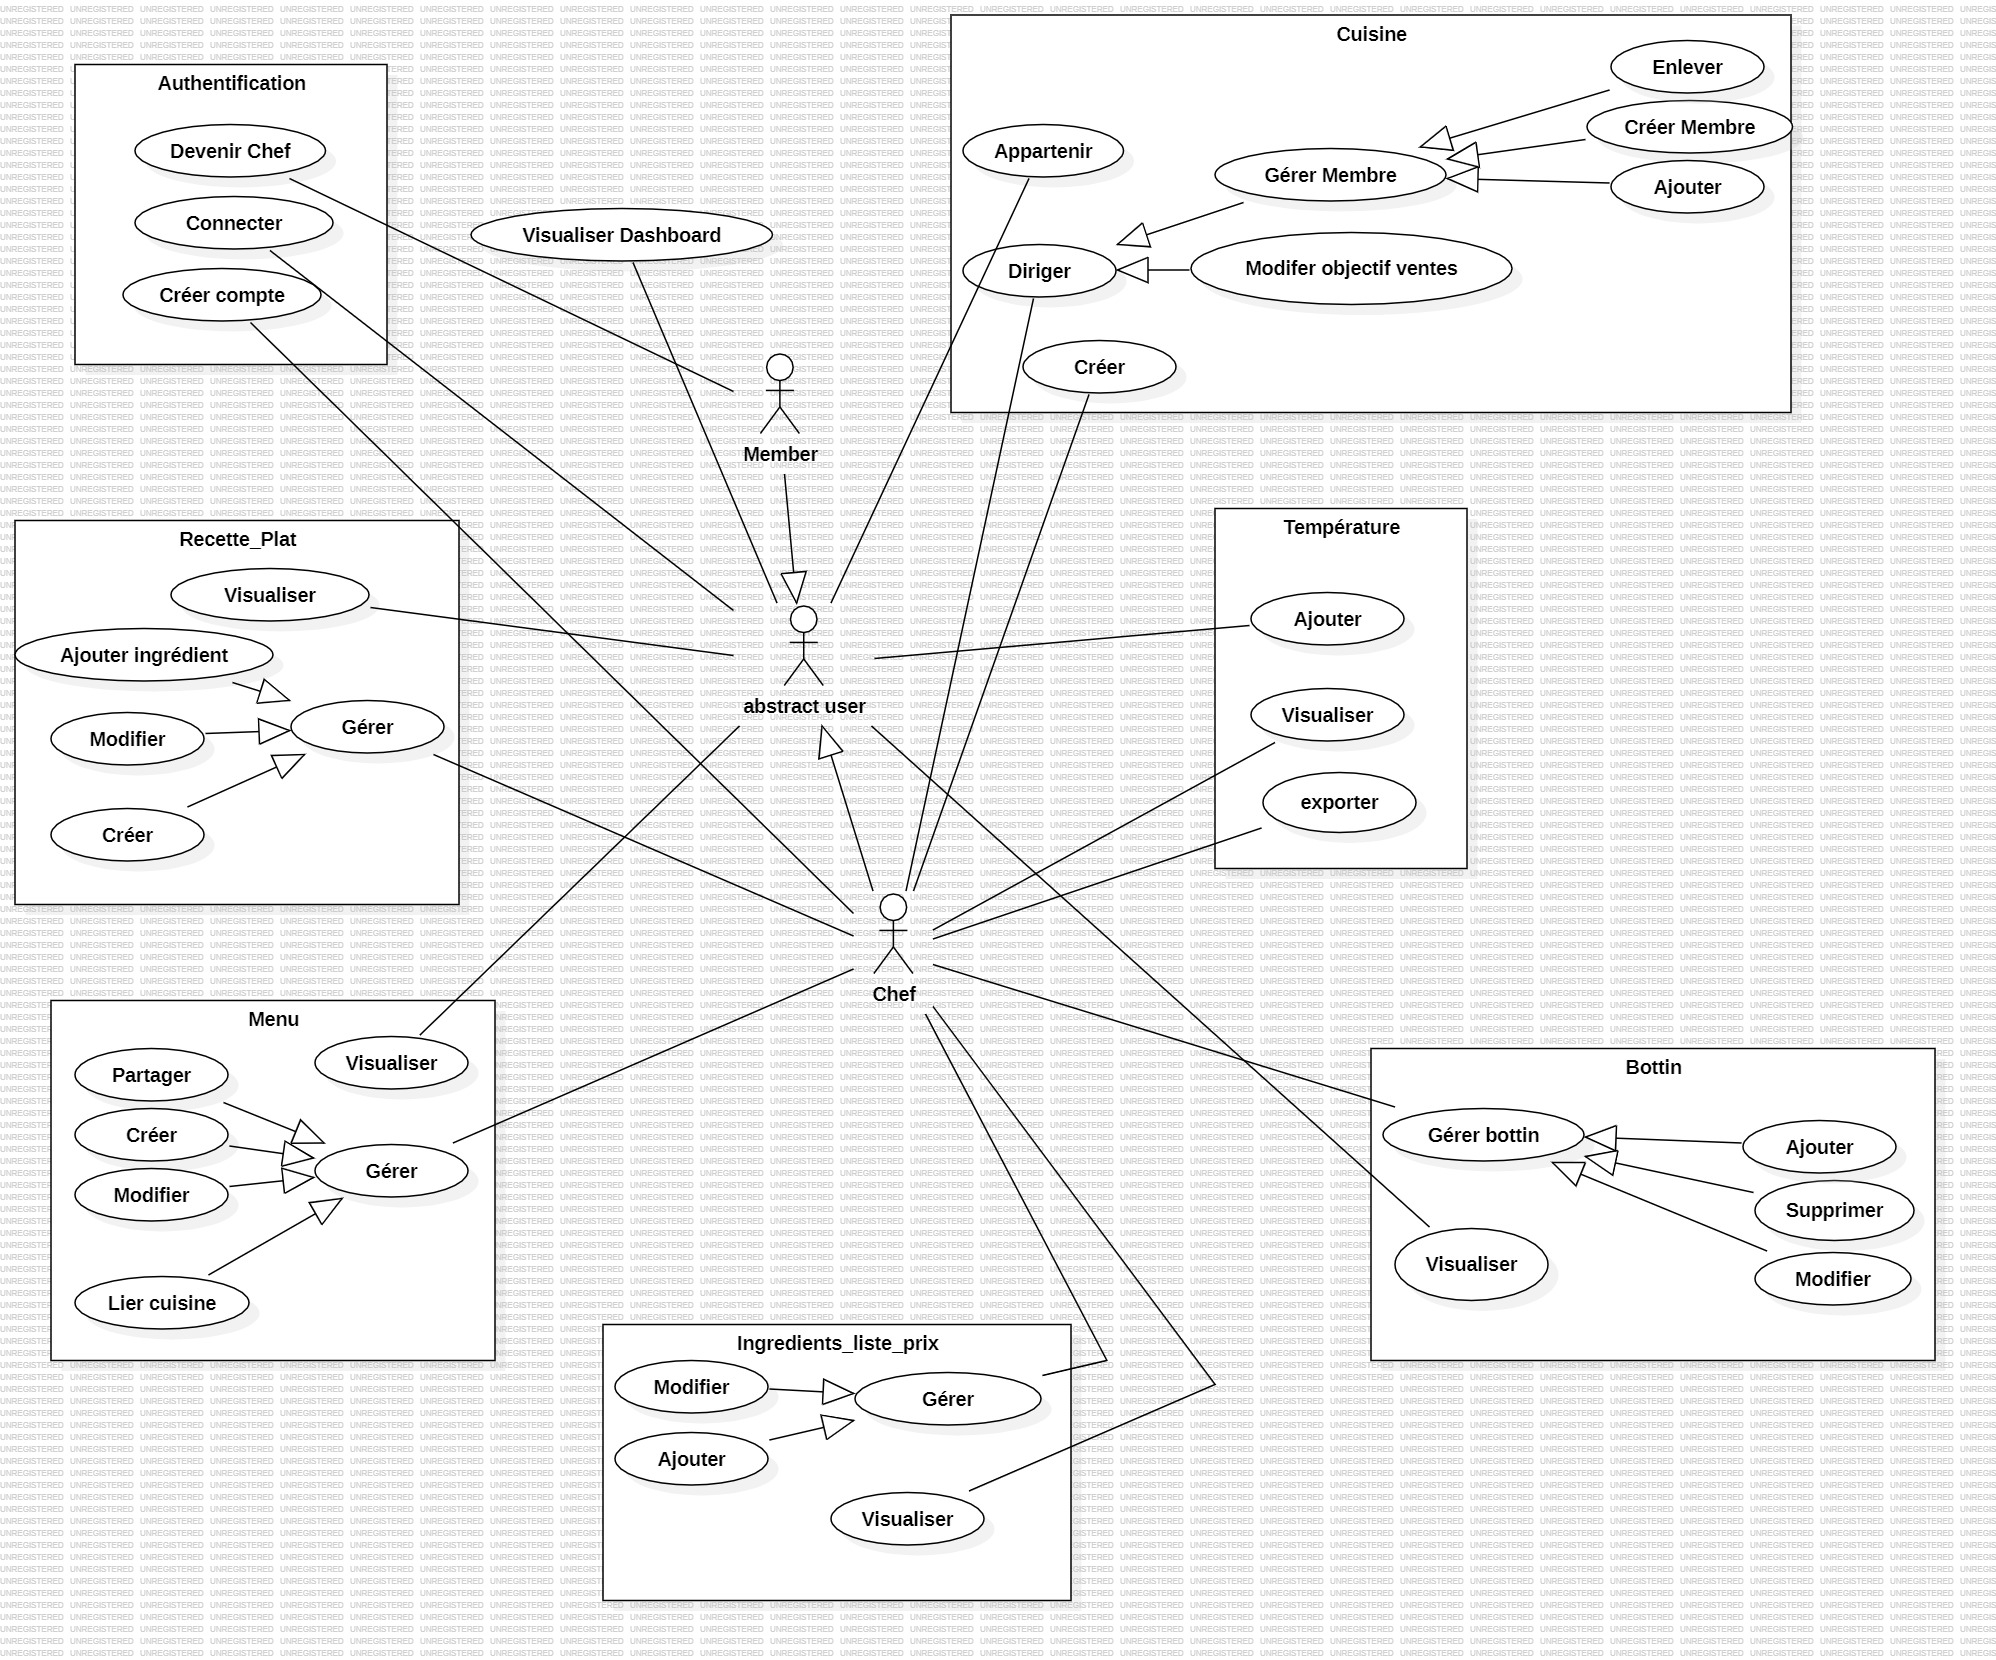 Authentification
Devenir Chef
Connecter
Créer compte
Visualiser Dashboard
Member
Cuisine
Enlever
Créer Membre
Appartenir
Gérer Membre
Ajouter
Diriger
Modifer objectif ventes
Créer
Recette_Plat
Visualiser
Ajouter ingrédient
Modifier
Gérer
Créer
abstract user
Température
Ajouter
Visualiser
exporter
Chef
Menu
Partager
Visualiser
Créer
Gérer
Modifier
Lier cuisine
Bottin
Gérer bottin
Ajouter
Supprimer
Visualiser
Modifier
Ingredients_liste_prix
Modifier
Gérer
Ajouter
Visualiser
UNREGISTERED